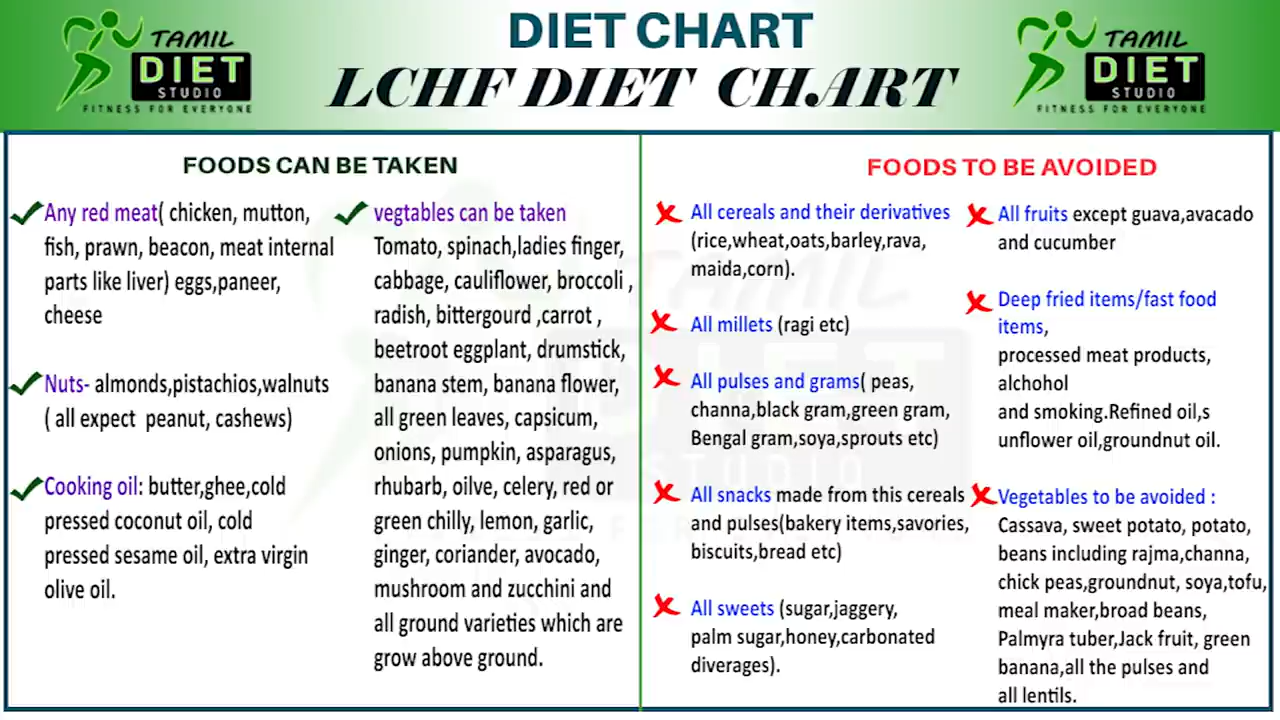 TAMIL
DIET
STUDIO
FITNESS FOR EVERYONE
DIET CHART
LCHF DIET CHART
TAMIL
DIET
STUDIO
FITNESS FOR EVERYONE
FOODS CAN BE TAKEN
Any red meat( chicken, mutton,
fish, prawn, beacon, meat internal
parts like liver) eggs,paneer,
cheese
Nuts- almonds,pistachios,walnuts
( all expect peanut, cashews)
Cooking oil: butter,ghee,cold
pressed coconut oil, cold
pressed sesame oil, extra virgin
olive oil.
vegtables can be taken
Tomato, spinach,ladies finger,
cabbage, cauliflower, broccoli ,
radish, bittergourd ,carrot ,
beetroot eggplant, drumstick,
banana stem, banana flower,
all green leaves, capsicum,
onions, pumpkin, asparagus,
rhubarb, oilve, celery, red or
green chilly, lemon, garlic,
ginger, coriander, avocado,
mushroom and zucchini and
all ground varieties which are
grow above ground.
FOODS TO BE AVOIDED
All cereals and their derivatives
(rice,wheat,oats,barley,rava,
maida,corn).
All millets (ragi etc)
All pulses and grams( peas,
channa,black gram,green gram,
Bengal gram,soya,sprouts etc)
All snacks made from this cereals
and pulses(bakery items,savories,
biscuits,bread etc)
All sweets (sugar,jaggery,
palm sugar,honey,carbonated
diverages).
All fruits except guava,avacado
and cucumber
Deep fried items/fast food
items,
processed meat products,
alchohol
and smoking.Refined oil,s
unflower oil,groundnut oil.
Vegetables to be avoided :
Cassava, sweet potato, potato,
beans including rajma,channa,
chick peas,groundnut, soya,tofu,
meal maker,broad beans,
Palmyra tuber,Jack fruit, green
banana,all the pulses and
all lentils.
TAMIL
DIET
STUDIO
FITNESS FOR EVERYONE